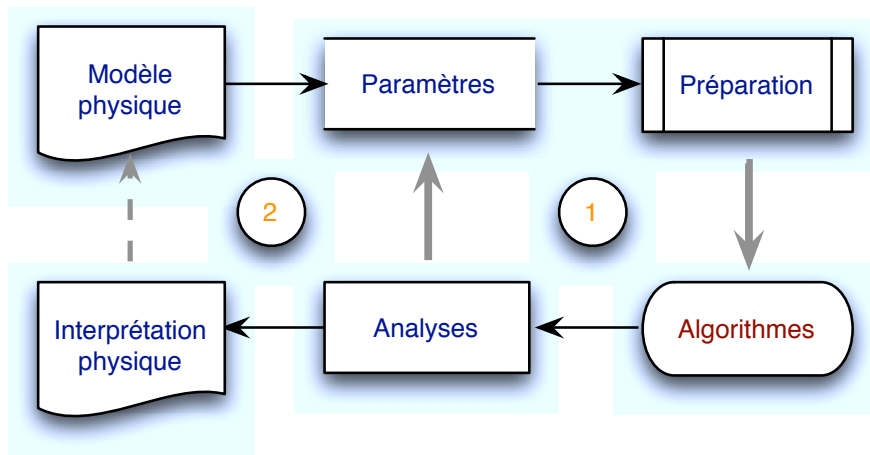 Modèle
physique
Paramètres
Préparation
2
1
Interprétation
physique
Analyses
Algorithmes